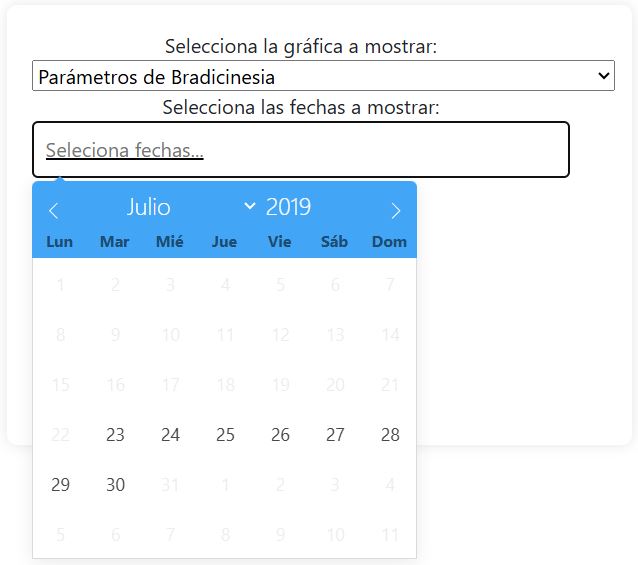 Selecciona la gráfica a mostrar:
Parámetros de Bradicinesia
Selecciona las fechas a mostrar:
Seleciona fechas...
Julio 2019
Lun Mar Mié Jue Vie Sáb Dom
1 2 3 4 5 6 7
8 9 10 11 12 13 14
15 16 17 18 19 20 21
22 23 24 25 26 27 28
29 30 31 1 2 3 4
5 6 7 8 9 10 11